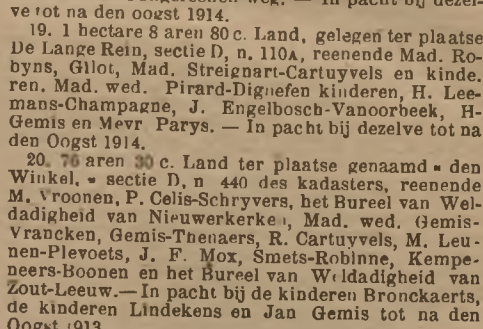 ve tot na den oogst 1914.
19. 1 hectare 8 aren 80 c. Land, gelegen ter plaatse
De Lange Rein, sectie D, n. 110A, reenende Mad. Ro-
byns, Gilot, Mad. Streignart-Cartuyvels en kinde.
ren. Mad. wed. Pirard-Dignefen kinderen, H. Lee-
mans-Champagne, J. Engelbosch-Vanoorbeek, H-
Gemis en Mevr Parys. — In pacht bij dezelve tot na
den Oogst 1914.
20. 76 aren 30 c. Land ter plaatse genaamd « den
Winkel, » sectie D, n 440 des kadasters, reenende
M. Vroonen, P. Celis-Schryvers, het Bureel van Wel-
dadigheid van Nieuwerkerken, Mad. wed. Gemis-
Vrancken, Gemis-Thenaers, R. Cartuyvels, M. Leu-
nen-Plevoets, J. F. Mox, Smets-Robinne, Kempe-
neers-Boonen en het Bureel van Weldadigheid van
Zout-Leeuw.— In pacht bij de kinderen Bronckaerts,
de kinderen Lindekens en Jan Gemis tot na den
Oogst 1913